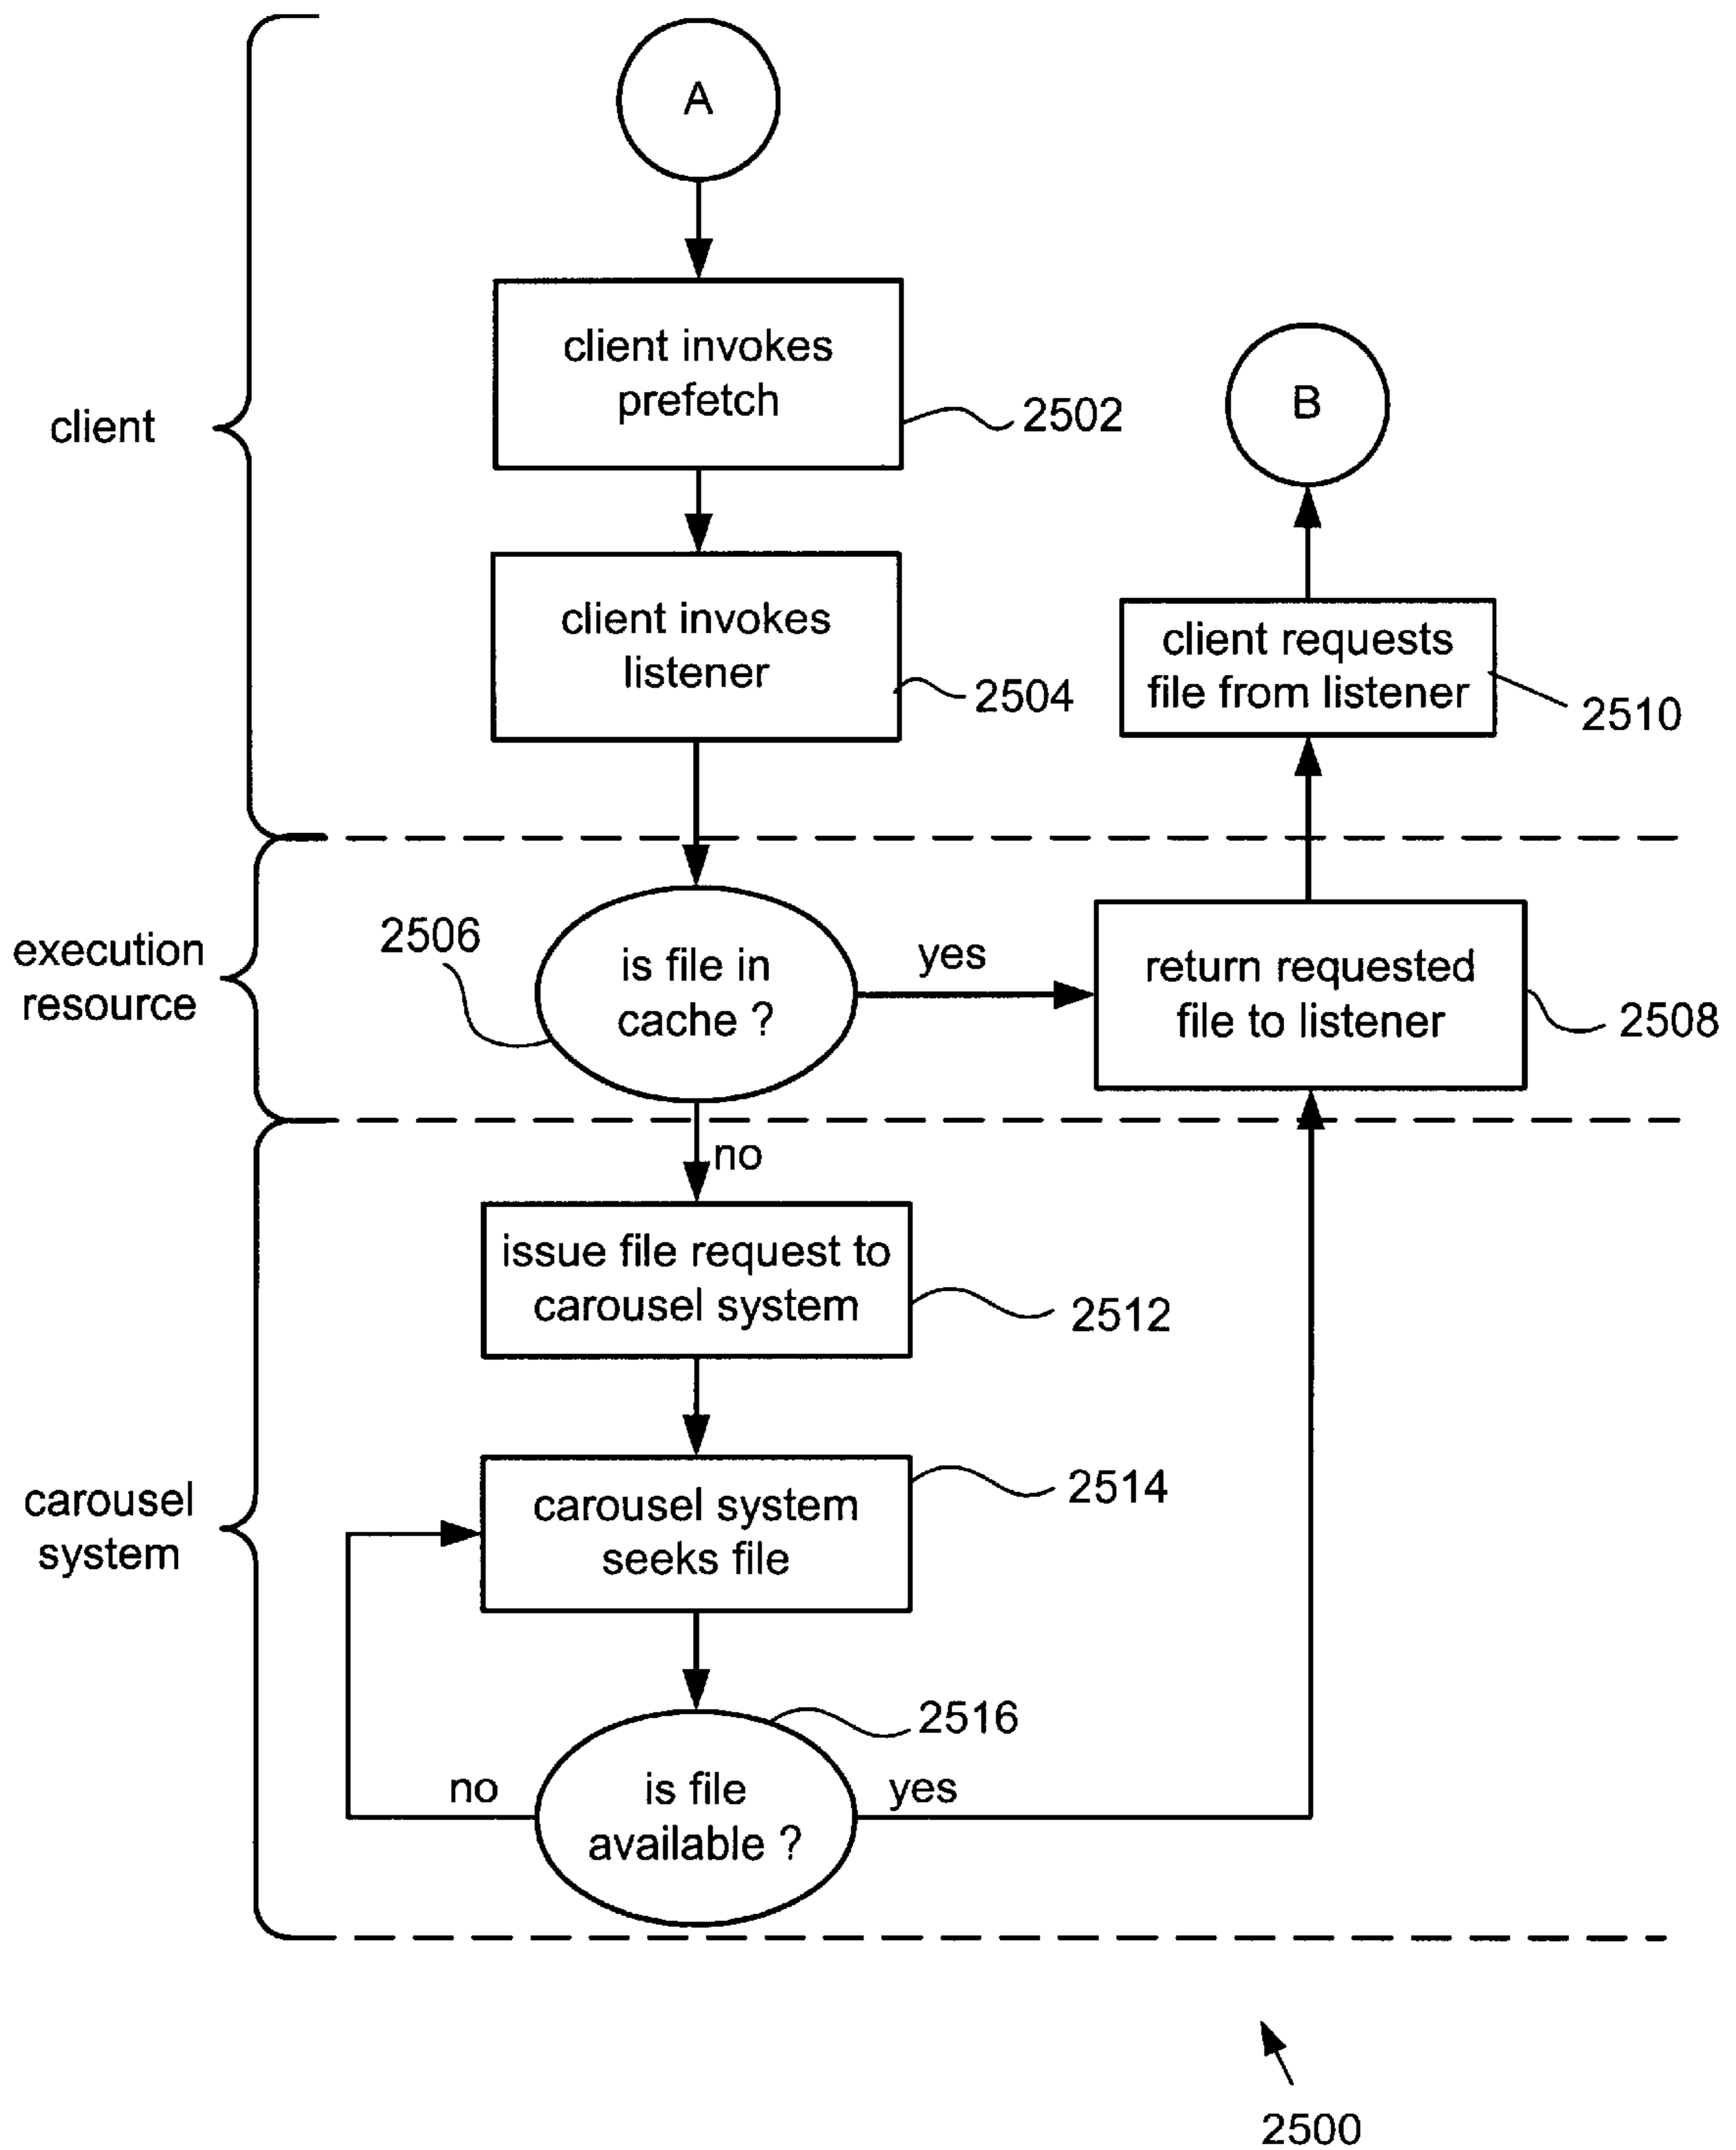 A
client invokes
prefetch
2502
B
client
client invokes
listener
2504
client requests
file from listener
2510
execution
resource
2506
is file in
cache ?
yes
return requested
file to listener
2508
no
issue file request to
carousel system
2512
carousel
system
carousel system
seeks file
2514
2516
is file
available ?
no
yes
2500